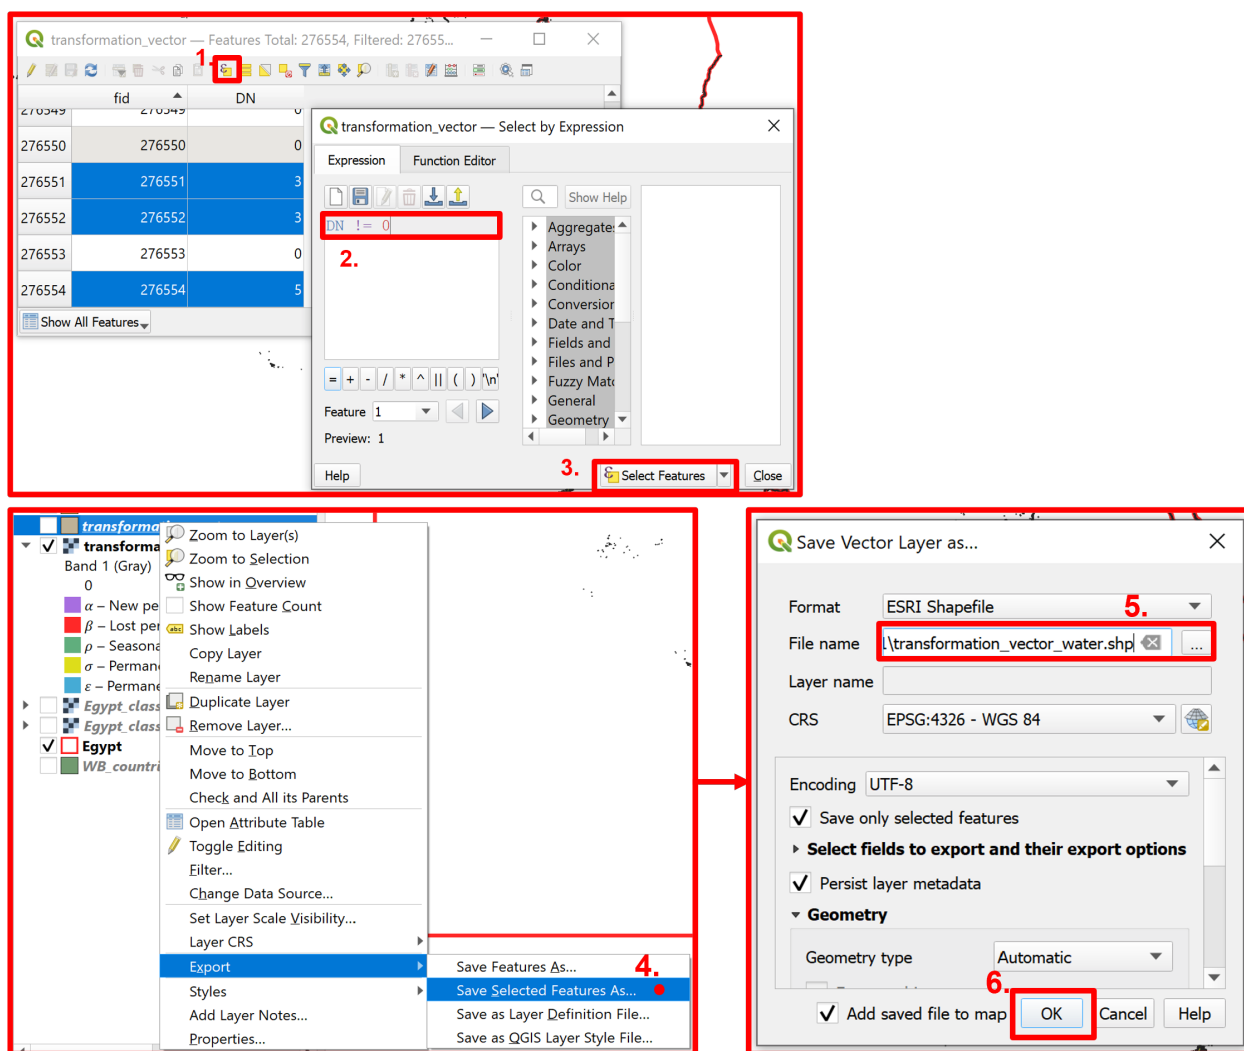 transformation_vector — Features Total: 276554, Filtered: 27655...
1.
fid DN
276549 276549 0
276550 276550 0
276551 276551 3
276552 276552 3
276553 276553 0
276554 276554 5
Show All Features
transformation_vector — Select by Expression
Expression Function Editor
Show Help
DN != 0
2.
Aggregates
Arrays
Color
Conditiona
Conversion
Date and T
Fields and
Files and P
Fuzzy Matc
General
Geometry
= + - / * ^ || ( ) '\n'
Feature 1
Preview: 1
3.
Help Select Features Close
transforma
transforma
Band 1 (Gray)
0
α – New pe
β – Lost per
ρ – Seasona
σ – Permane
ε – Permane
Egypt_class
Egypt_class
Egypt
WB_countri
Zoom to Layer(s)
Zoom to Selection
Show in Overview
Show Feature Count
abc Show Labels
Copy Layer
Rename Layer
Duplicate Layer
Remove Layer...
Move to Top
Move to Bottom
Check and All its Parents
Open Attribute Table
Toggle Editing
Filter...
Change Data Source...
Set Layer Scale Visibility...
Layer CRS
Export
Styles
Add Layer Notes...
Properties...
Save Features As...
4.
Save Selected Features As...
Save as Layer Definition File...
Save as QGIS Layer Style File...
Save Vector Layer as...
Format ESRI Shapefile
5.
File name l\transformation_vector_water.shp ...
Layer name
CRS EPSG:4326 - WGS 84
Encoding UTF-8
Save only selected features
Select fields to export and their export options
Persist layer metadata
Geometry
Geometry type Automatic
6.
Add saved file to map OK Cancel Help